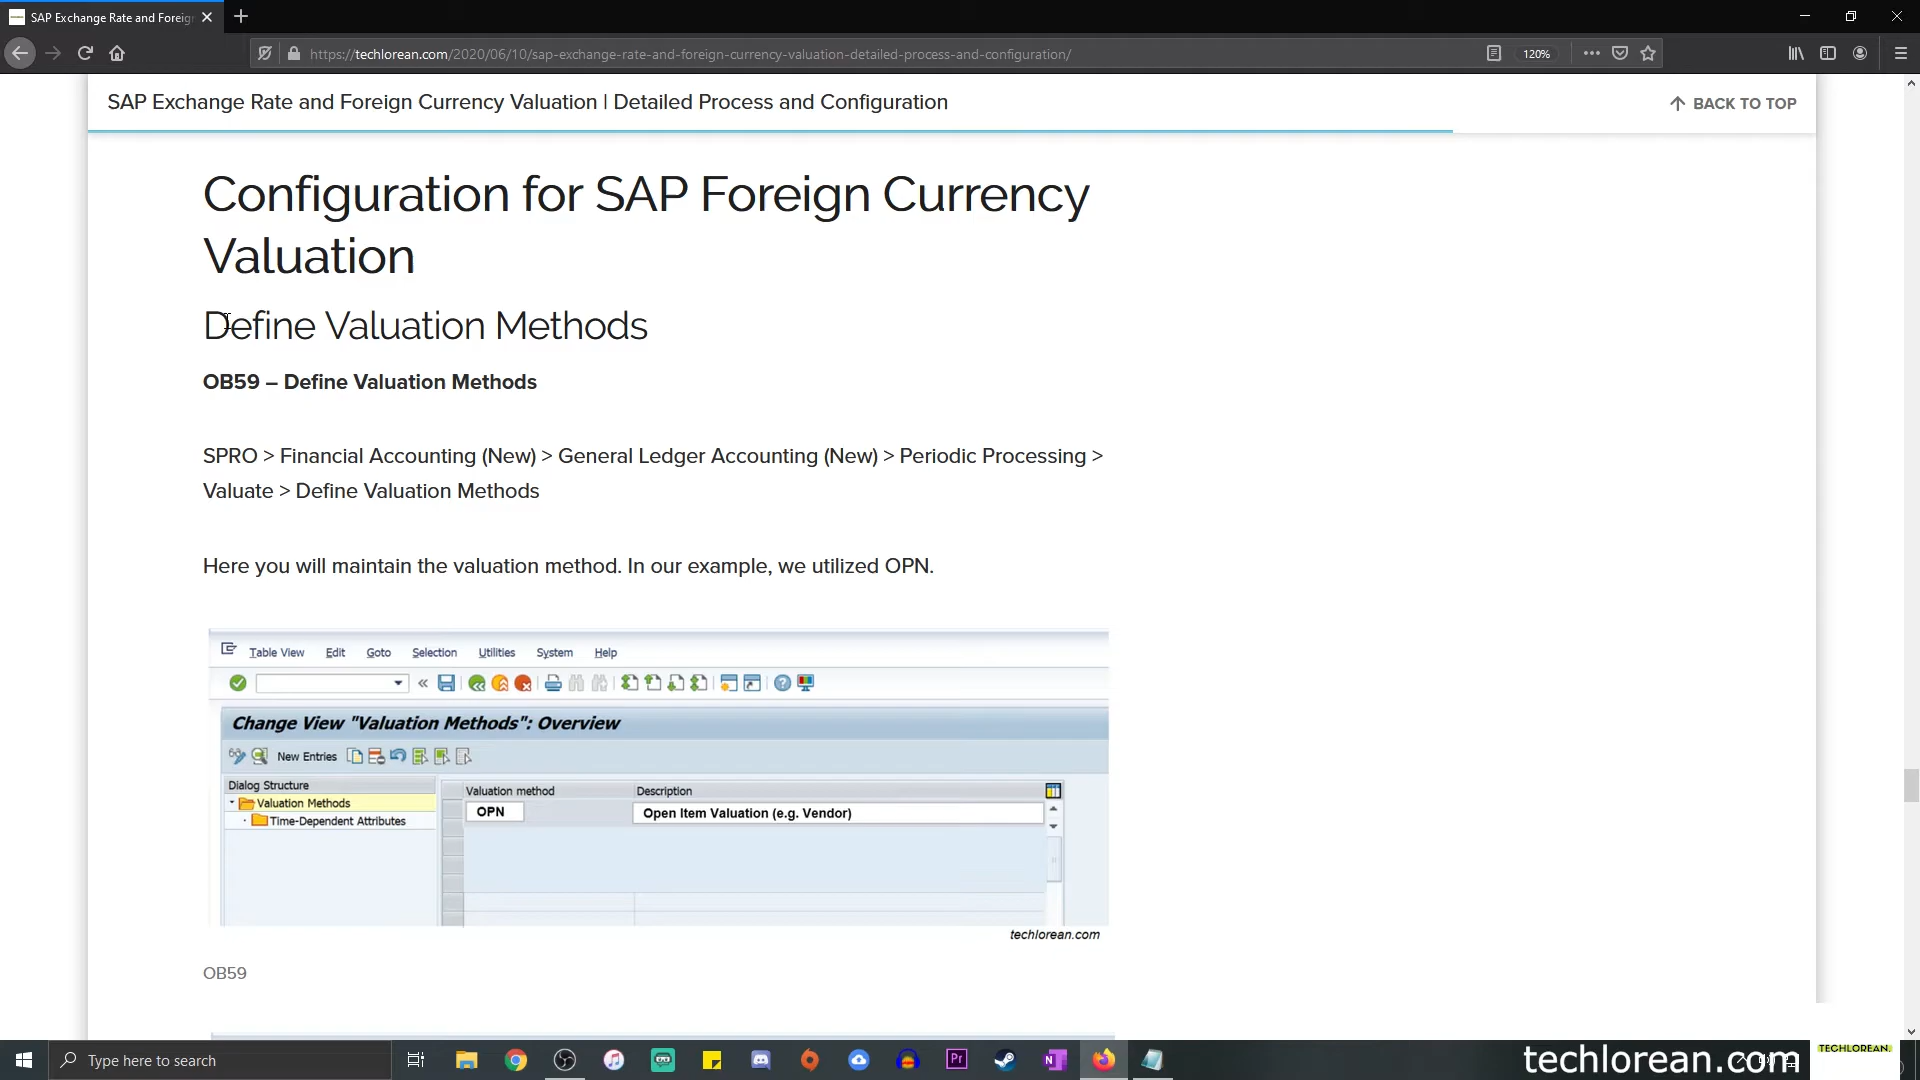 SAP Exchange Rate and Foreig
https://techlorean.com/2020/06/10/sap-exchange-rate-and-foreign-currency-valuation-detailed-process-and-configuration/
120%
SAP Exchange Rate and Foreign Currency Valuation | Detailed Process and Configuration
BACK TO TOP
Configuration for SAP Foreign Currency
Valuation
Define Valuation Methods
OB59 – Define Valuation Methods
SPRO > Financial Accounting (New) > General Ledger Accounting (New) > Periodic Processing >
Valuate > Define Valuation Methods
Here you will maintain the valuation method. In our example, we utilized OPN.
Table View Edit Goto Selection Utilities System Help
Change View "Valuation Methods": Overview
New Entries
Dialog Structure
Valuation Methods
Time-Dependent Attributes
Valuation method Description
OPN Open Item Valuation (e.g. Vendor)
techlorean.com
OB59
Type here to search
Pr
N
techlorean.com
TECHLOREAN.